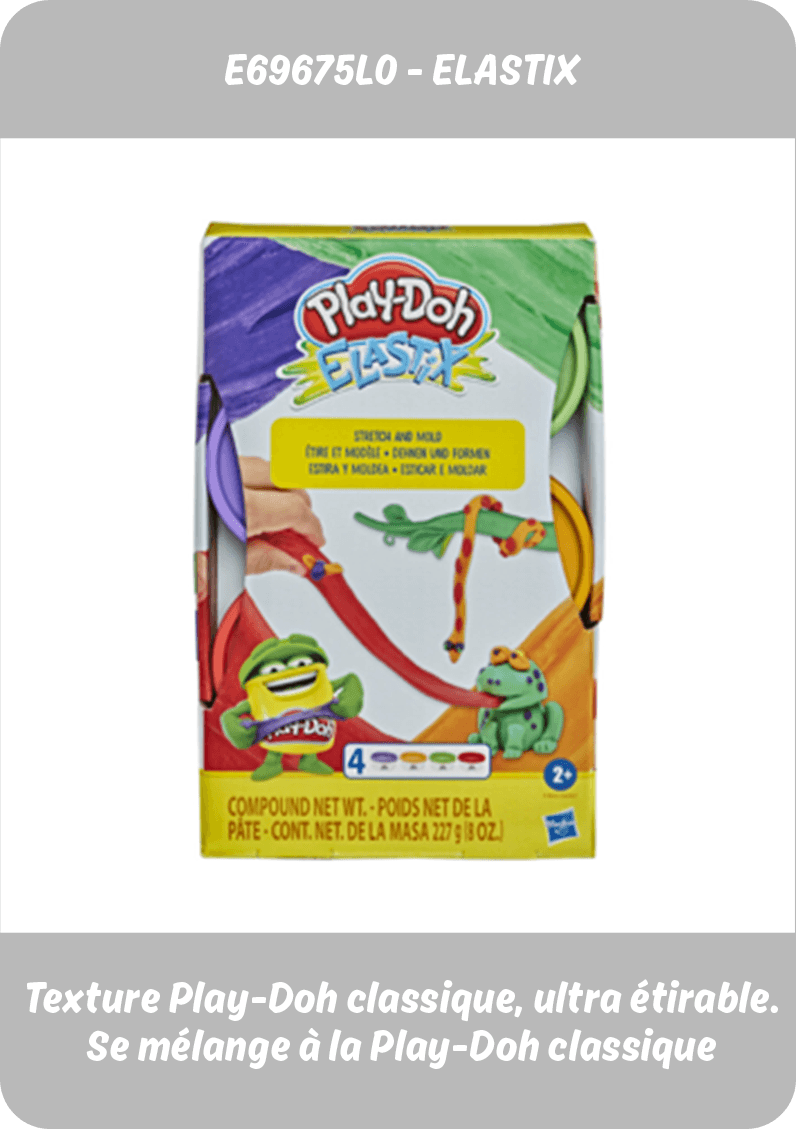 E69675L0 - ELASTIX
Play-Doh
ELASTIX
STRETCH AND MOLD
ÉTIRE ET MODÈLE • DEHNEN UND FORMEN
ESTIRA Y MOLDEA • ESTICAR E MOLDAR
Play-Doh
4
2+
COMPOUND NET WT. - POIDS NET DE LA
PÂTE - CONT. NET. DE LA MASA 227 g (8 OZ.)
Hasbro
Texture Play-Doh classique, ultra étirable.
Se mélange à la Play-Doh classique